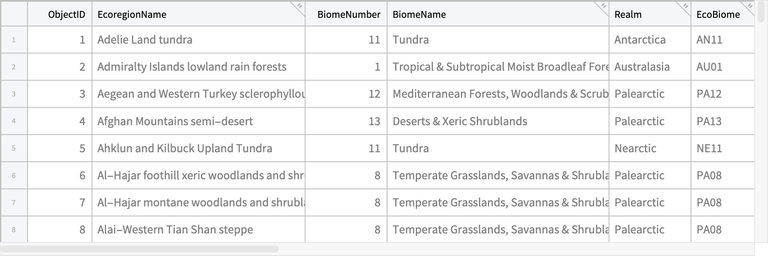 ObjectID EcoregionName BiomeNumber BiomeName Realm EcoBiome
1 1 Adelie Land tundra 11 Tundra Antarctica AN11
2 2 Admiralty Islands lowland rain forests 1 Tropical & Subtropical Moist Broadleaf Fore Australasia AU01
3 3 Aegean and Western Turkey sclerophyllou 12 Mediterranean Forests, Woodlands & Scrub Palearctic PA12
4 4 Afghan Mountains semi-desert 13 Deserts & Xeric Shrublands Palearctic PA13
5 5 Ahklun and Kilbuck Upland Tundra 11 Tundra Nearctic NE11
6 6 Al-Hajar foothill xeric woodlands and shr 8 Temperate Grasslands, Savannas & Shrubla Palearctic PA08
7 7 Al-Hajar montane woodlands and shrubla 8 Temperate Grasslands, Savannas & Shrubla Palearctic PA08
8 8 Alai-Western Tian Shan steppe 8 Temperate Grasslands, Savannas & Shrubla Palearctic PA08